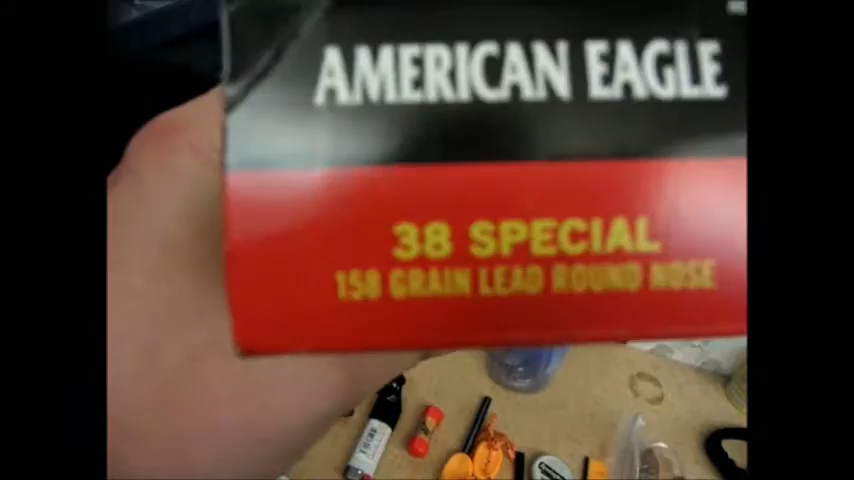 AMERICAN EAGLE
38 SPECIAL
158 GRAIN LEAD ROUND NOSE